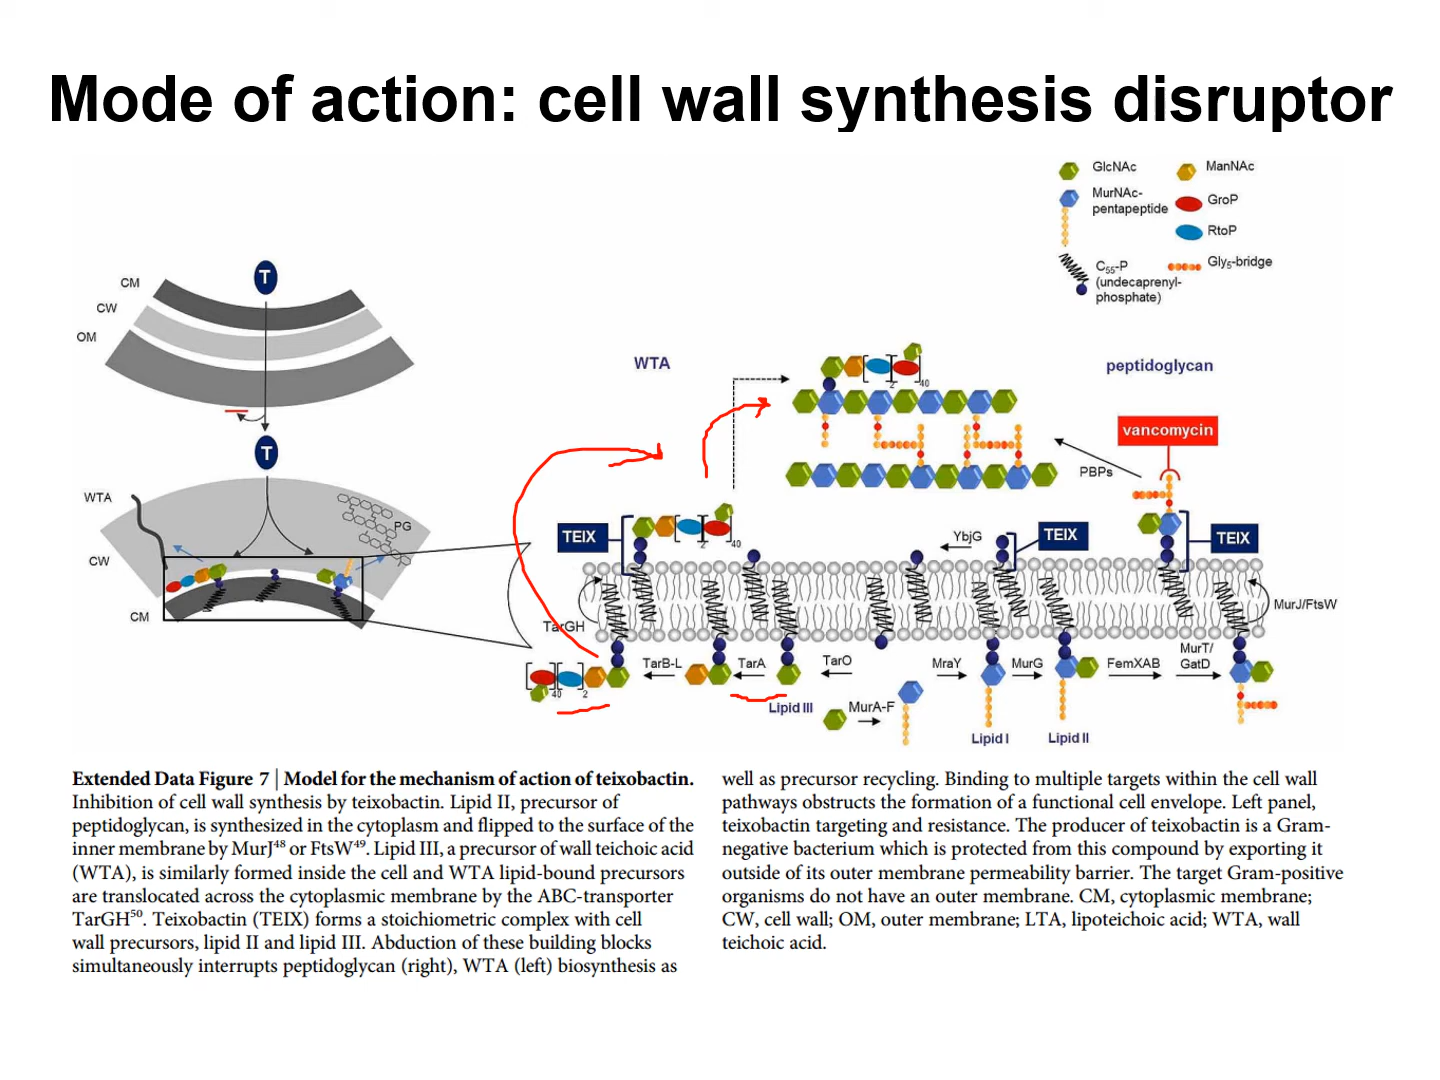 Mode of action: cell wall synthesis disruptor
GlcNAc
ManNAc
MurNAc-
pentapeptide
GroP
RtoP
C55-P
(undecaprenyl-
phosphate)
Gly5-bridge
CM
CW
OM
T
T
WTA
PG
CW
CM
WTA
peptidoglycan
2
40
vancomycin
PBPs
TEIX
2
40
YbjG
TEIX
TEIX
TarGH
MurJ/FtsW
40
2
TarB-L
TarA
TarO
Lipid III
MurA-F
MraY
MurG
FemXAB
MurT/
GatD
Lipid I
Lipid II
Extended Data Figure 7 | Model for the mechanism of action of teixobactin.
Inhibition of cell wall synthesis by teixobactin. Lipid II, precursor of
peptidoglycan, is synthesized in the cytoplasm and flipped to the surface of the
inner membrane by MurJ48 or FtsW49. Lipid III, a precursor of wall teichoic acid
(WTA), is similarly formed inside the cell and WTA lipid-bound precursors
are translocated across the cytoplasmic membrane by the ABC-transporter
TarGH50. Teixobactin (TEIX) forms a stoichiometric complex with cell
wall precursors, lipid II and lipid III. Abduction of these building blocks
simultaneously interrupts peptidoglycan (right), WTA (left) biosynthesis as
well as precursor recycling. Binding to multiple targets within the cell wall
pathways obstructs the formation of a functional cell envelope. Left panel,
teixobactin targeting and resistance. The producer of teixobactin is a Gram-
negative bacterium which is protected from this compound by exporting it
outside of its outer membrane permeability barrier. The target Gram-positive
organisms do not have an outer membrane. CM, cytoplasmic membrane;
CW, cell wall; OM, outer membrane; LTA, lipoteichoic acid; WTA, wall
teichoic acid.